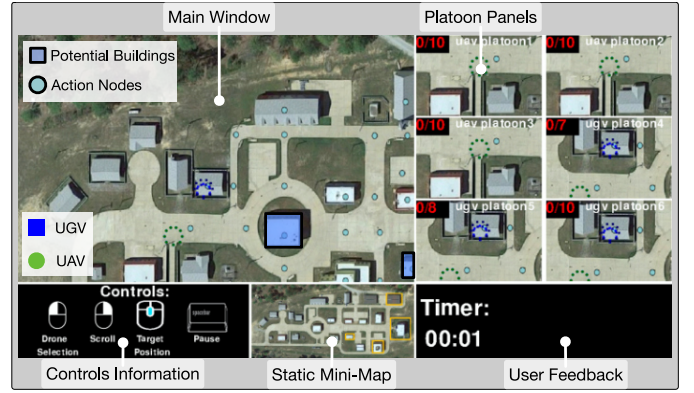 Main Window
Platoon Panels
Potential Buildings
Action Nodes
UGV
UAV
0/10 uav platoon1
0/10 uav platoon2
0/10 uav platoon3
0/7 ugv platoon4
0/8 ugv platoon5
0/10 ugv platoon6
Controls:
Drone Selection
Scroll
Target Position
Pause
Timer:
00:01
Controls Information
Static Mini-Map
User Feedback